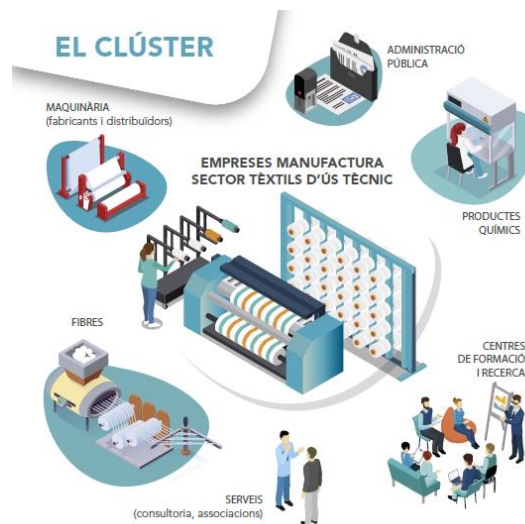 EL CLÚSTER
ADMINISTRACIÓ
PÚBLICA
MAQUINÀRIA
(fabricants i distribuïdors)
EMPRESES MANUFACTURA
SECTOR TÈXTILS D'ÚS TÈCNIC
PRODUCTES
QUÍMICS
FIBRES
CENTRES
DE FORMACIÓ
I RECERCA
SERVEIS
(consultoria, associacions)